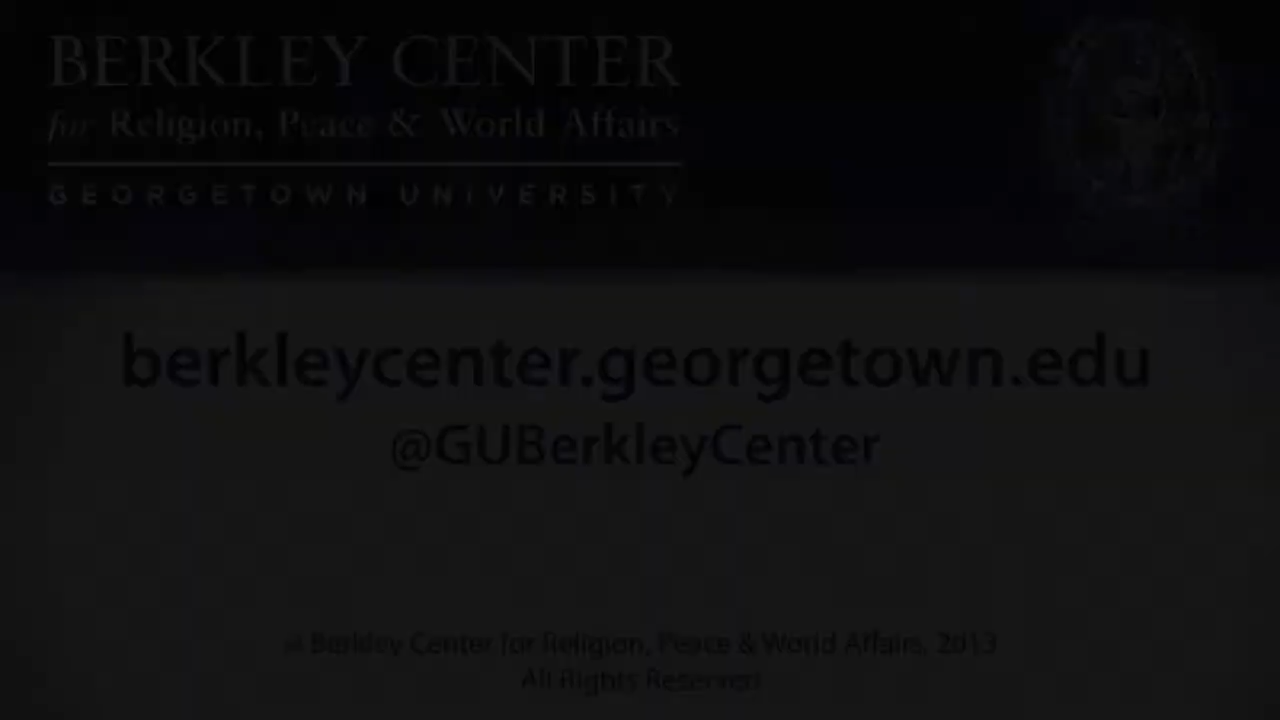 BERKLEY CENTER
for Religion, Peace & World Affairs
GEORGETOWN UNIVERSITY
berkleycenter.georgetown.edu
@GUBerkleyCenter
© Berkley Center for Religion, Peace & World Affairs, 2013
All Rights Reserved